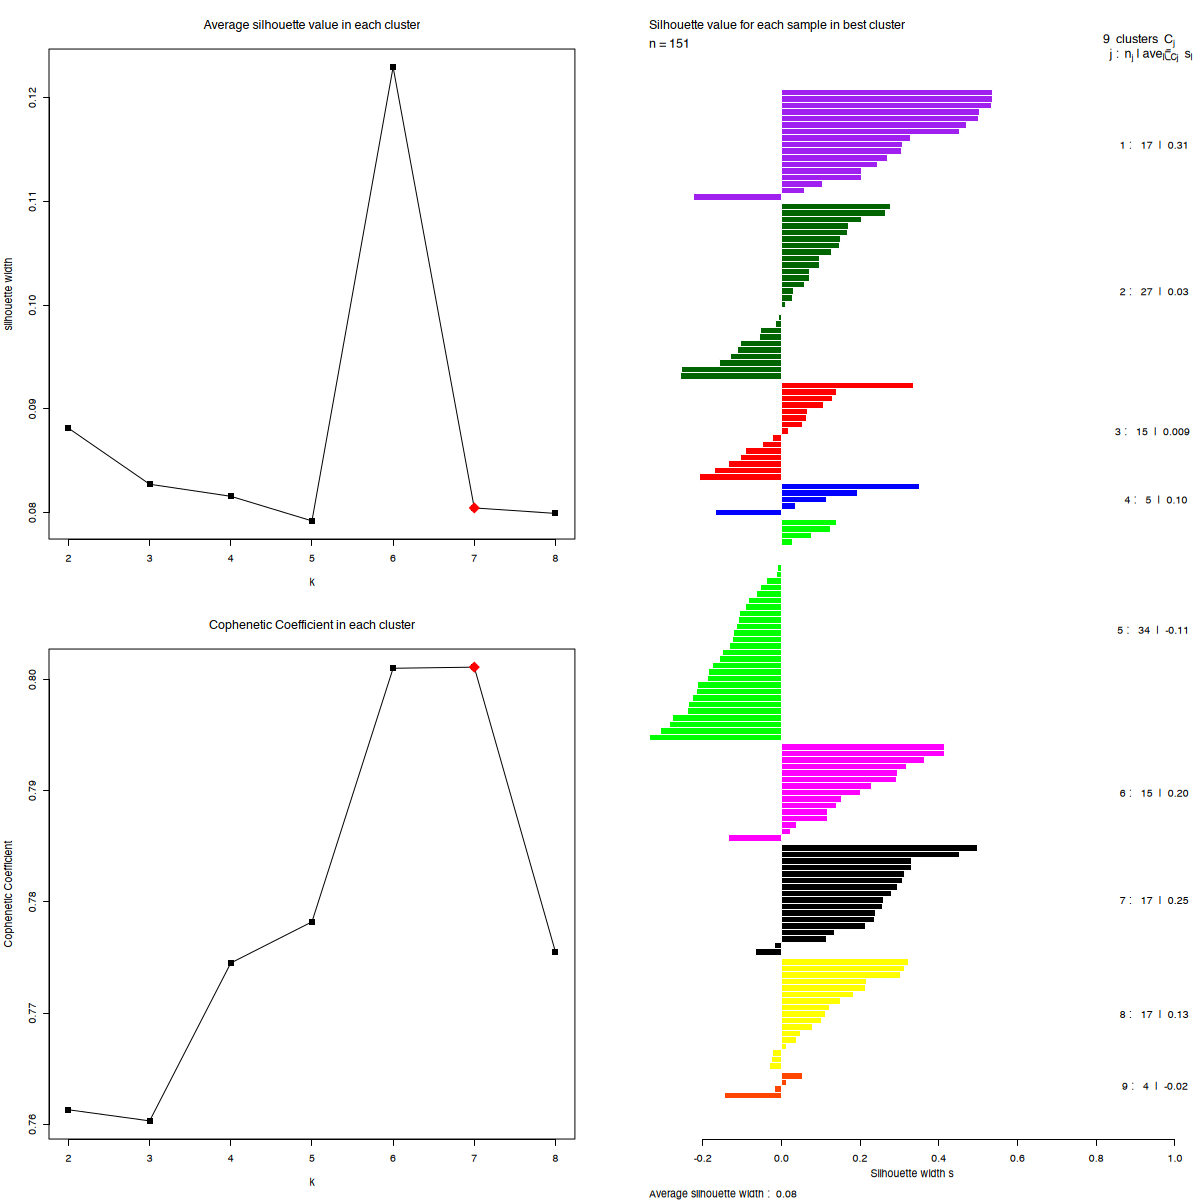 Average silhouette value in each cluster
silhouette width
0.12
0.11
0.10
0.09
0.08
2 3 4 5 6 7 8
k
Cophenetic Coefficient in each cluster
Cophenetic Coefficient
0.80
0.79
0.78
0.77
0.76
2 3 4 5 6 7 8
k
Silhouette value for each sample in best cluster
n = 151
9 clusters Cj
j : nj | avei∈Cj si
1 : 17 | 0.31
2 : 27 | 0.03
3 : 15 | 0.009
4 : 5 | 0.10
5 : 34 | -0.11
6 : 15 | 0.20
7 : 17 | 0.25
8 : 17 | 0.13
9 : 4 | -0.02
-0.2 0.0 0.2 0.4 0.6 0.8 1.0
Silhouette width s
Average silhouette width : 0.08